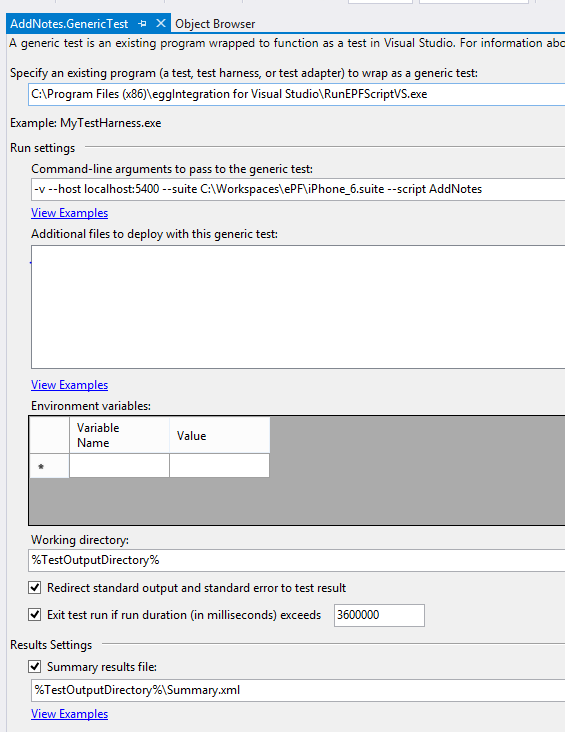 AddNotes.GenericTest Object Browser
A generic test is an existing program wrapped to function as a test in Visual Studio. For information abo
Specify an existing program (a test, test harness, or test adapter) to wrap as a generic test:
C:\Program Files (x86)\eggIntegration for Visual Studio\RunEPFScriptVS.exe
Example: MyTestHarness.exe
Run settings
Command-line arguments to pass to the generic test:
-v --host localhost:5400 --suite C:\Workspaces\ePF\iPhone_6.suite --script AddNotes
View Examples
Additional files to deploy with this generic test:
View Examples
Environment variables:
Variable
Name
Value
*
Working directory:
%TestOutputDirectory%
Redirect standard output and standard error to test result
Exit test run if run duration (in milliseconds) exceeds 3600000
Results Settings
Summary results file:
%TestOutputDirectory%\Summary.xml
View Examples